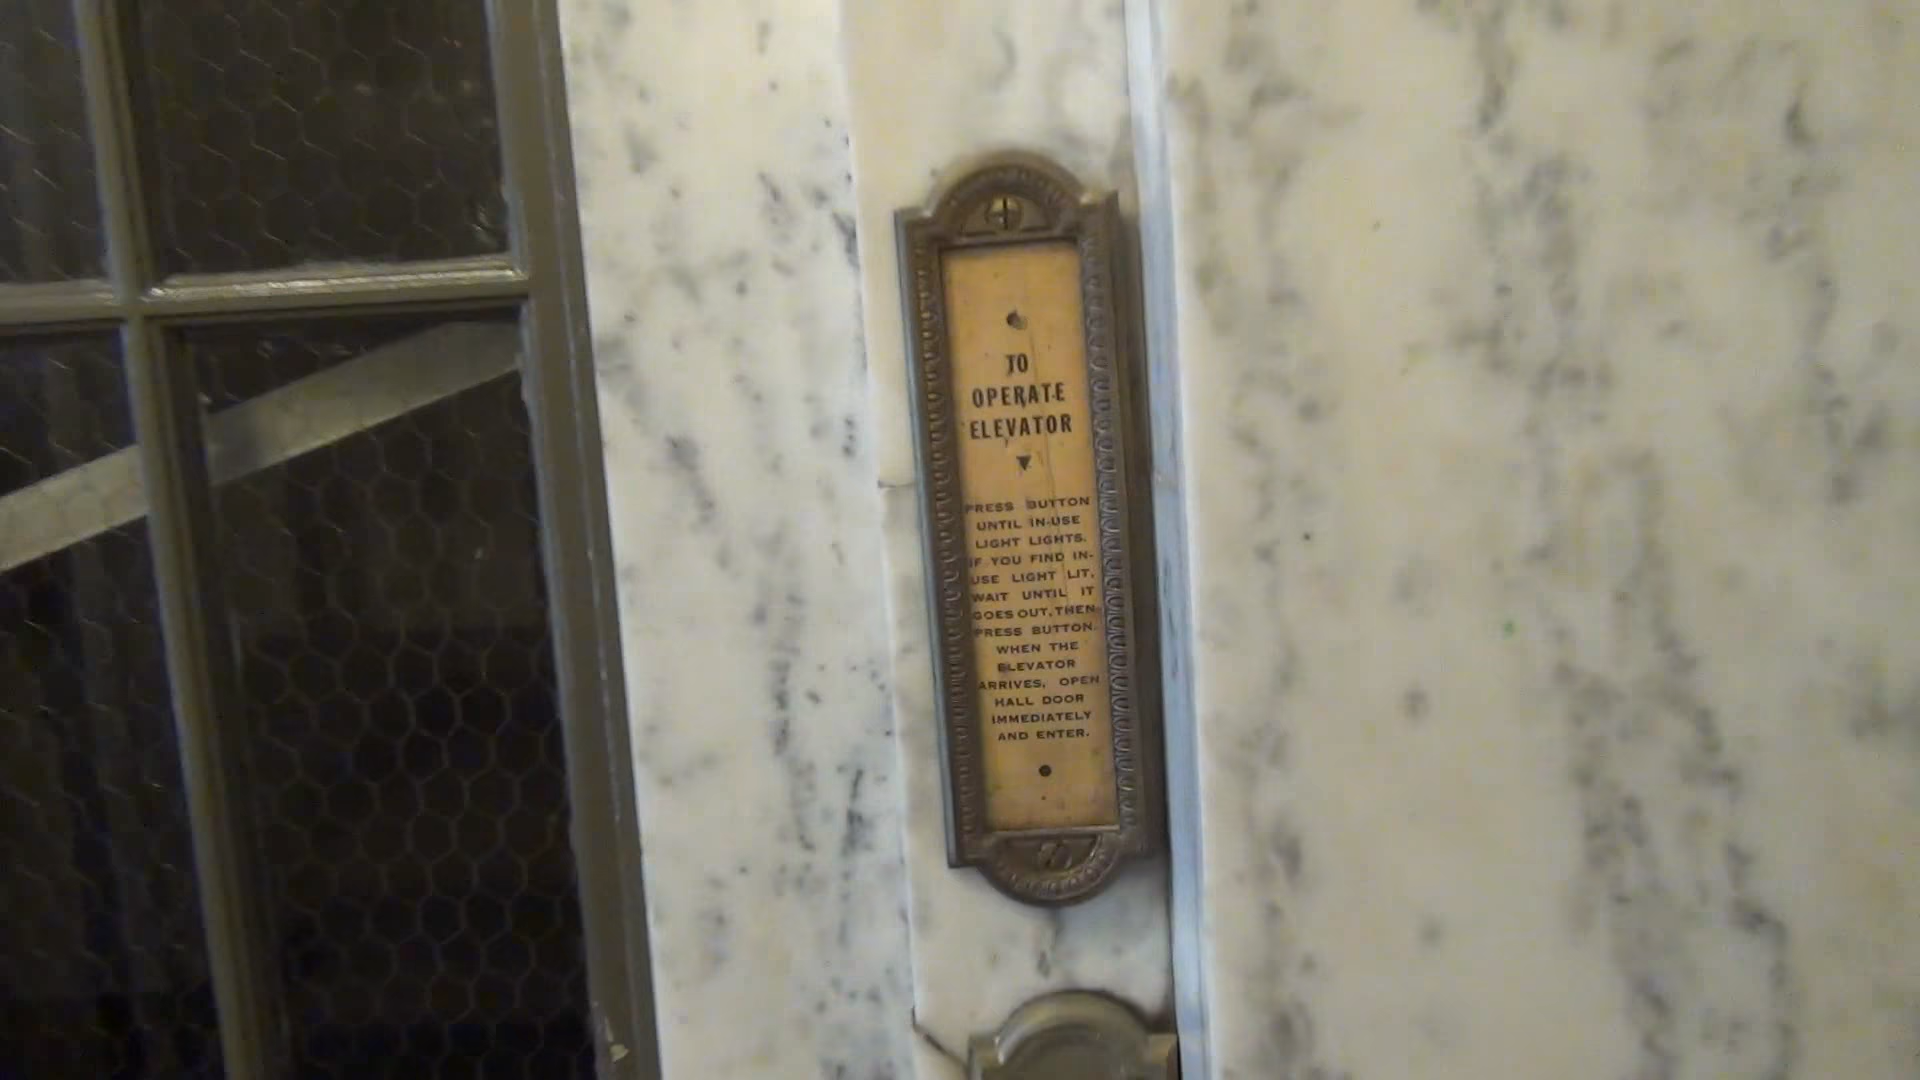 TO
OPERATE
ELEVATOR
PRESS BUTTON
UNTIL IN-USE
LIGHT LIGHTS.
IF YOU FIND IN-
USE LIGHT LIT,
WAIT UNTIL IT
GOES OUT, THEN
PRESS BUTTON.
WHEN THE
ELEVATOR
ARRIVES, OPEN
HALL DOOR
IMMEDIATELY
AND ENTER.